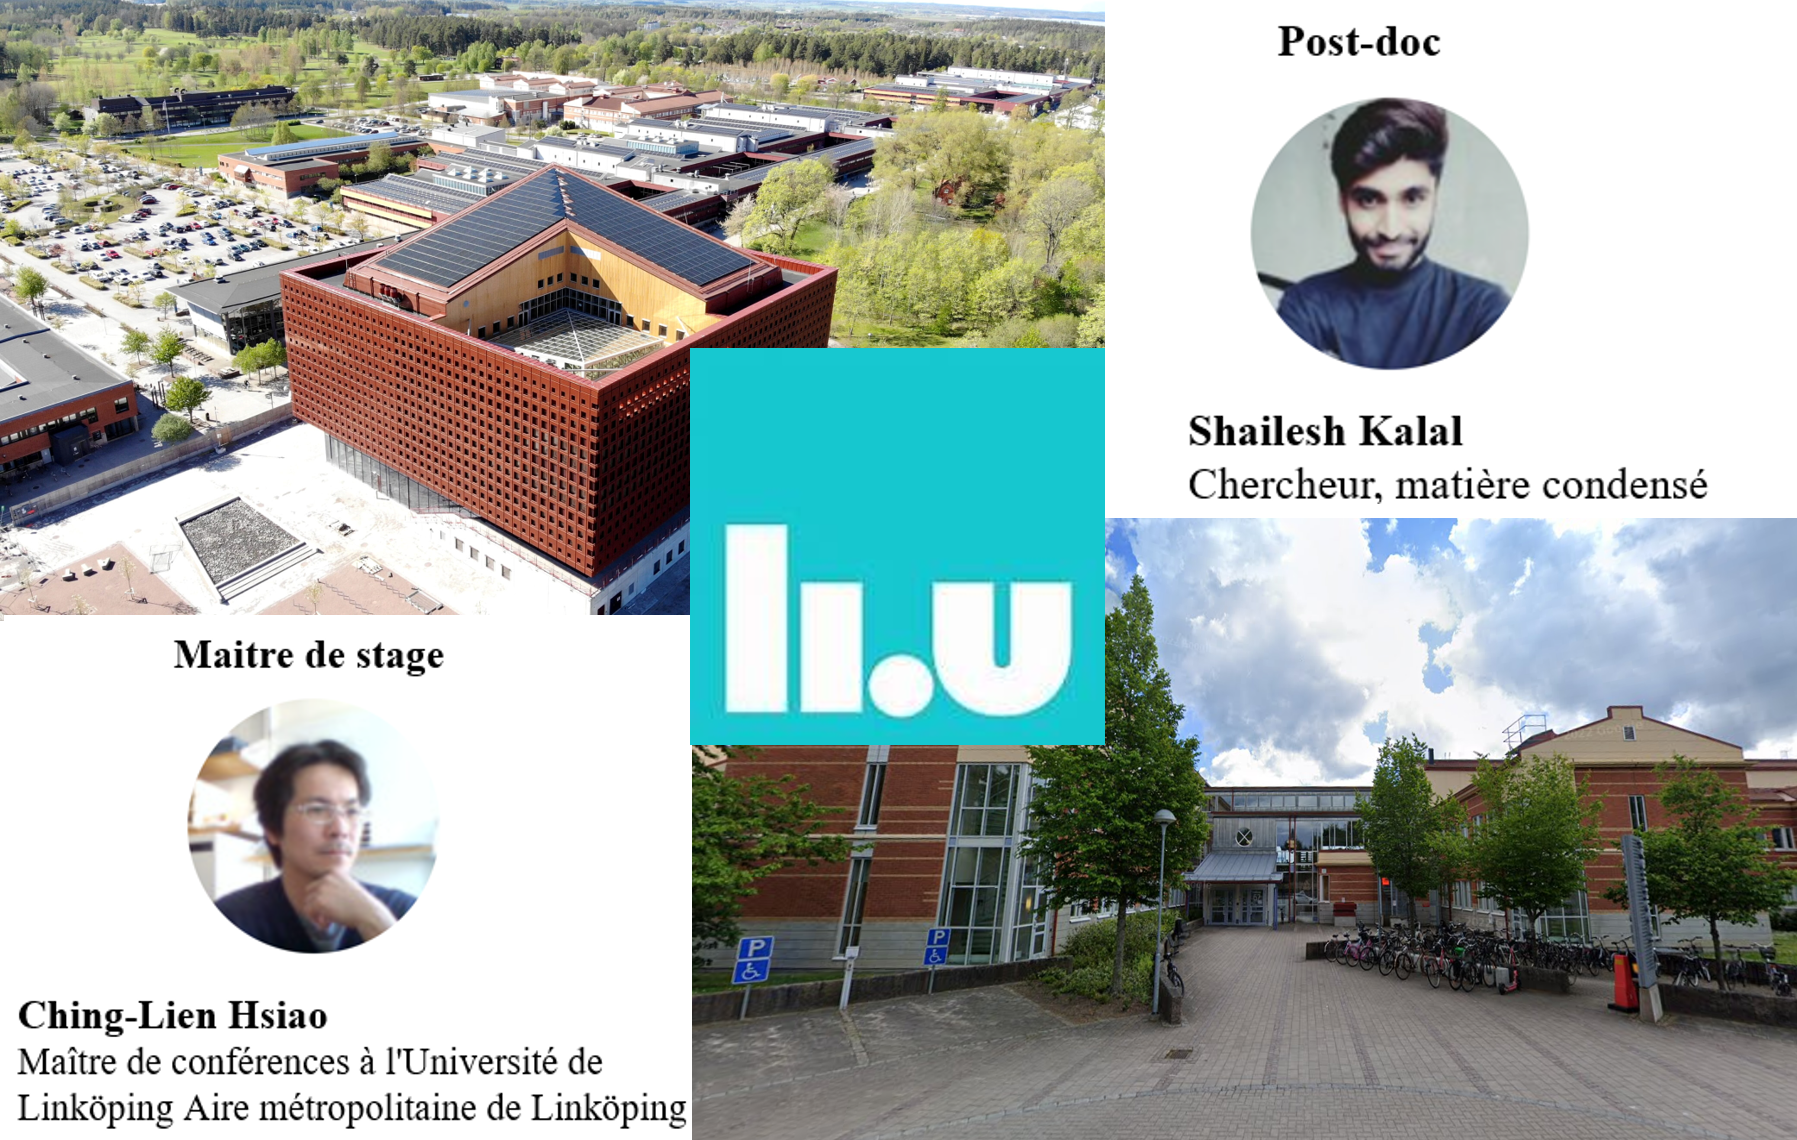 Post-doc
Shailesh Kalal
Chercheur, matière condensé
li.u
Maitre de stage
Ching-Lien Hsiao
Maître de conférences à l'Université de
Linköping Aire métropolitaine de Linköping
P
P